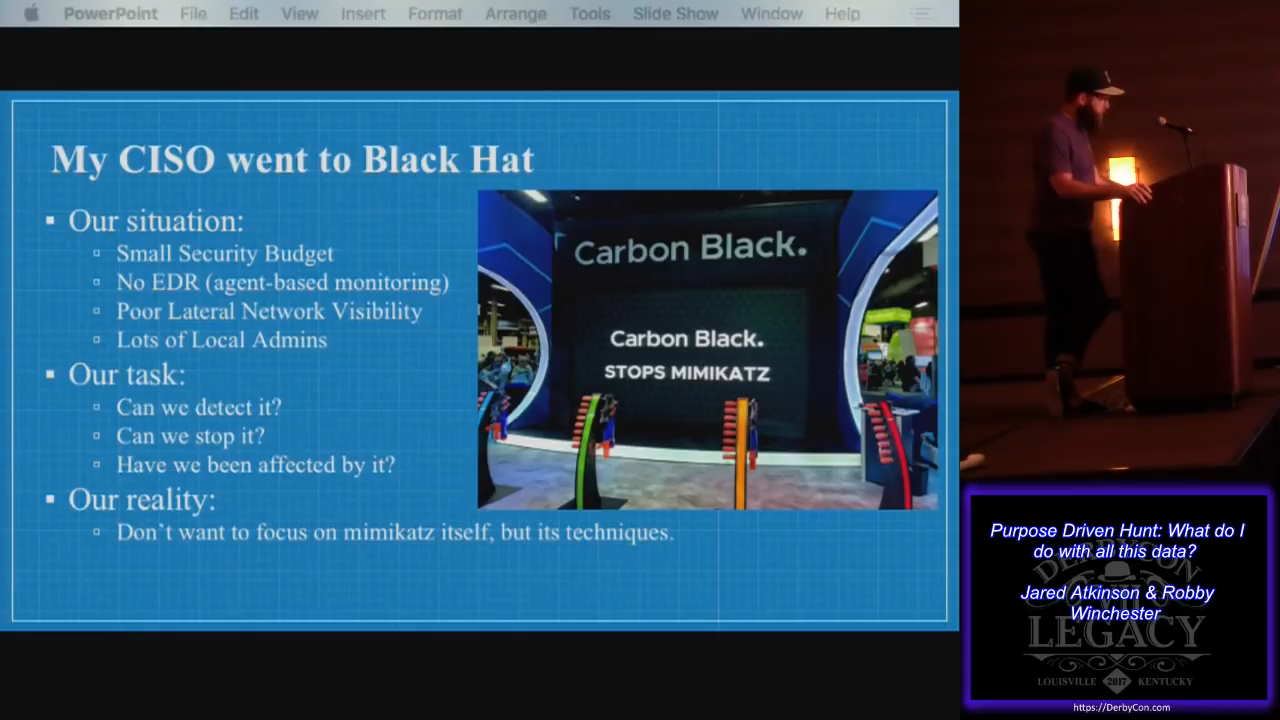 PowerPoint File Edit View Insert Format Arrange Tools Slide Show Window Help
My CISO went to Black Hat
Our situation:
Small Security Budget
No EDR (agent-based monitoring)
Poor Lateral Network Visibility
Lots of Local Admins
Our task:
Can we detect it?
Can we stop it?
Have we been affected by it?
Our reality:
Don't want to focus on mimikatz itself, but its techniques.
Carbon Black.
Carbon Black.
STOPS MIMIKATZ
Purpose Driven Hunt: What do I
do with all this data?
Jared Atkinson & Robby
Winchester
DERBYCON
VII
LEGACY
LOUISVILLE 2017 KENTUCKY
https://DerbyCon.com